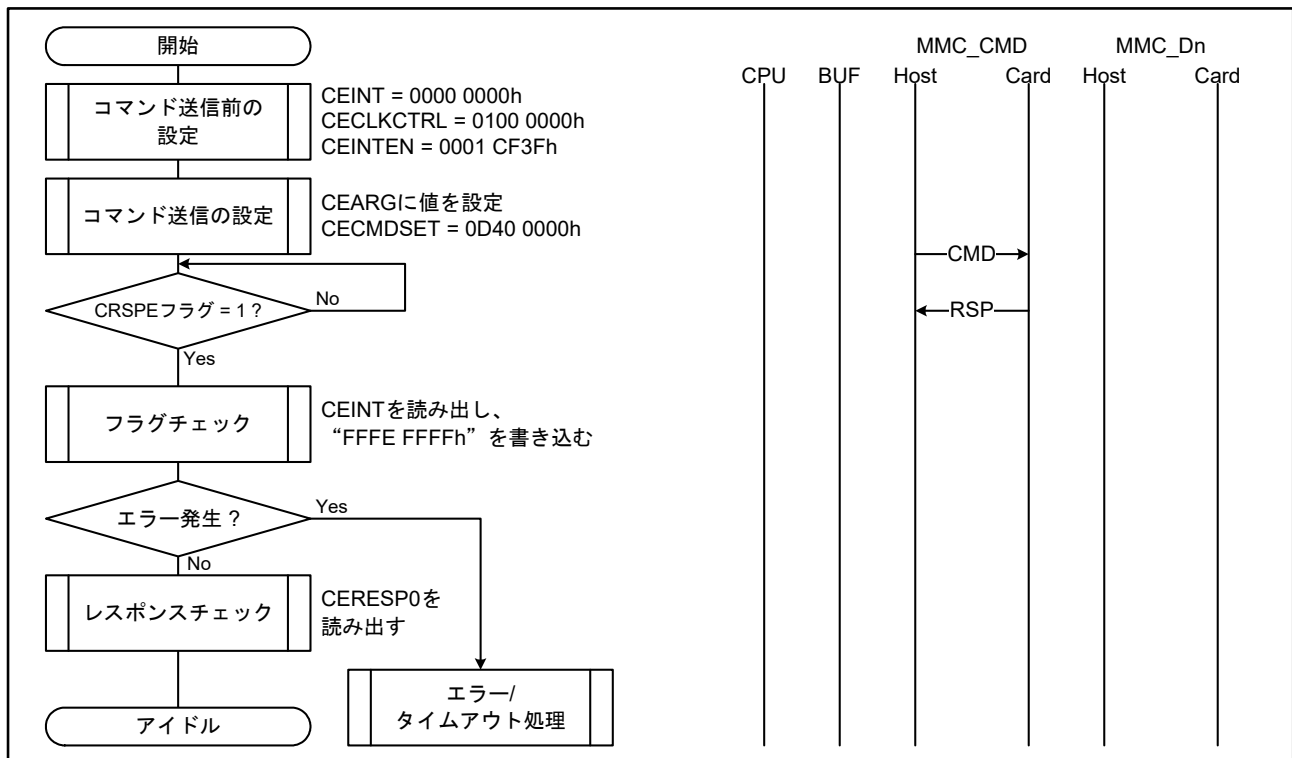 開始
コマンド送信前の
設定
CEINT = 0000 0000h
CECLKCTRL = 0100 0000h
CEINTEN = 0001 CF3Fh
コマンド送信の設定
CEARGに値を設定
CECMDSET = 0D40 0000h
CRSPEフラグ = 1 ?
No
Yes
フラグチェック
CEINTを読み出し、
“FFFE FFFFh”を書き込む
エラー発生 ?
Yes
No
レスポンスチェック
CERESP0を
読み出す
エラー/
タイムアウト処理
アイドル
MMC_CMD MMC_Dn
CPU BUF Host Card Host Card
CMD
RSP